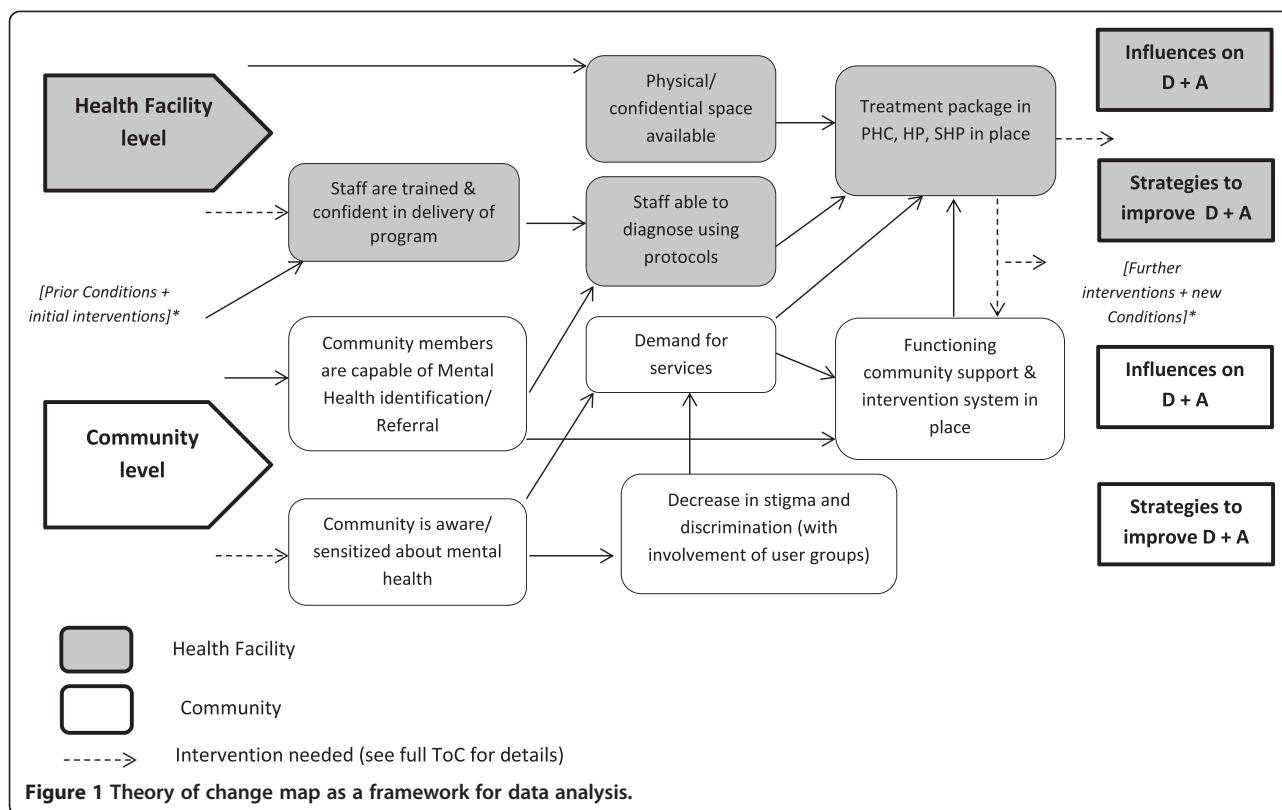 Health Facility
level
Physical/
confidential space
available
Treatment package in
PHC, HP, SHP in place
Influences on
D + A
Staff are trained &
confident in delivery of
program
Staff able to
diagnose using
protocols
Strategies to
improve D + A
[Prior Conditions +
initial interventions]*
[Further
interventions + new
Conditions]*
Community members
are capable of Mental
Health identification/
Referral
Demand for
services
Functioning
community support &
intervention system in
place
Influences on
D + A
Community
level
Community is aware/
sensitized about mental
health
Decrease in stigma and
discrimination (with
involvement of user groups)
Strategies to
improve D + A
Health Facility
Community
Intervention needed (see full ToC for details)
Figure 1 Theory of change map as a framework for data analysis.